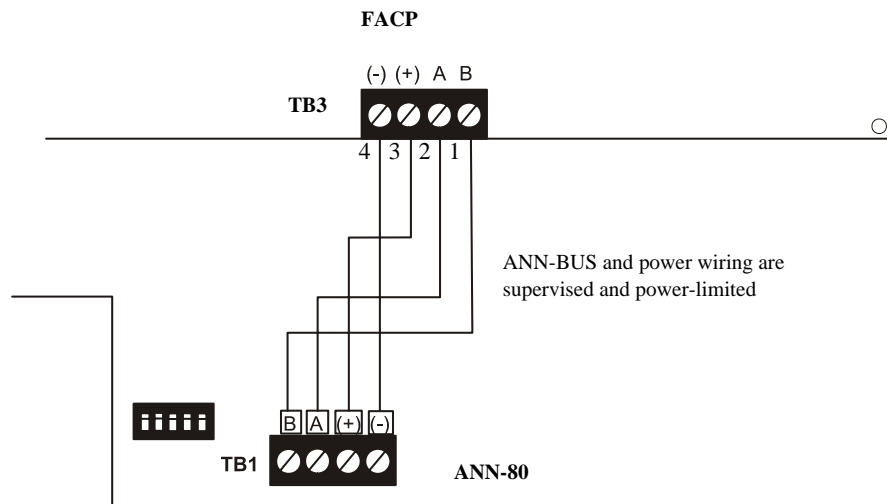 FACP
(-) (+) A B
TB3
4 3 2 1
ANN-BUS and power wiring are
supervised and power-limited
B A (+) (-)
TB1
ANN-80